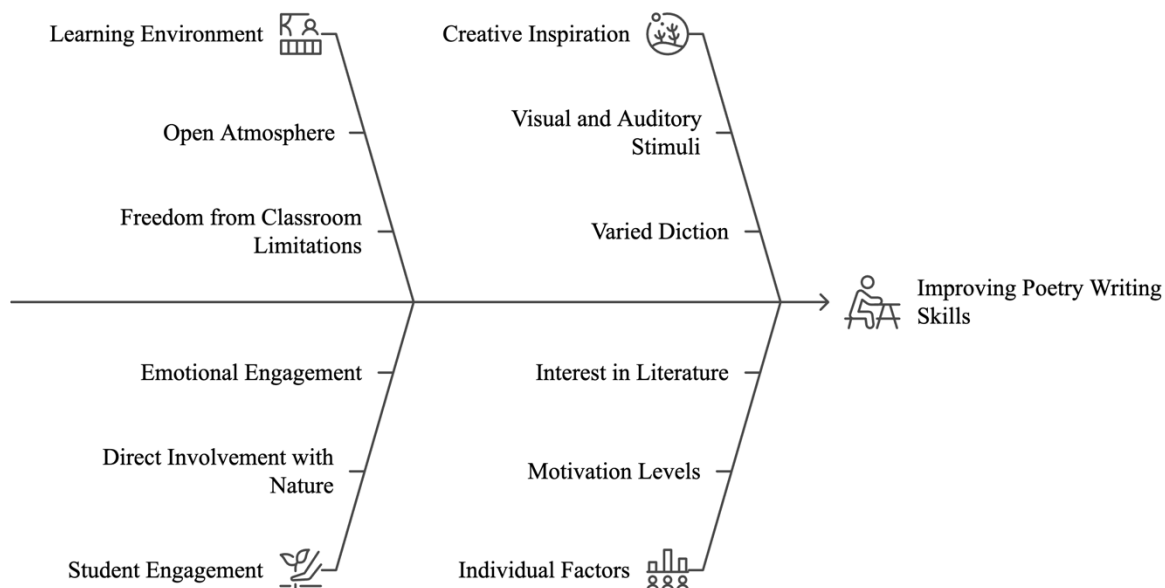 Learning Environment
Open Atmosphere
Freedom from Classroom
Limitations
Creative Inspiration
Visual and Auditory
Stimuli
Varied Diction
Improving Poetry Writing
Skills
Emotional Engagement
Direct Involvement with
Nature
Student Engagement
Interest in Literature
Motivation Levels
Individual Factors